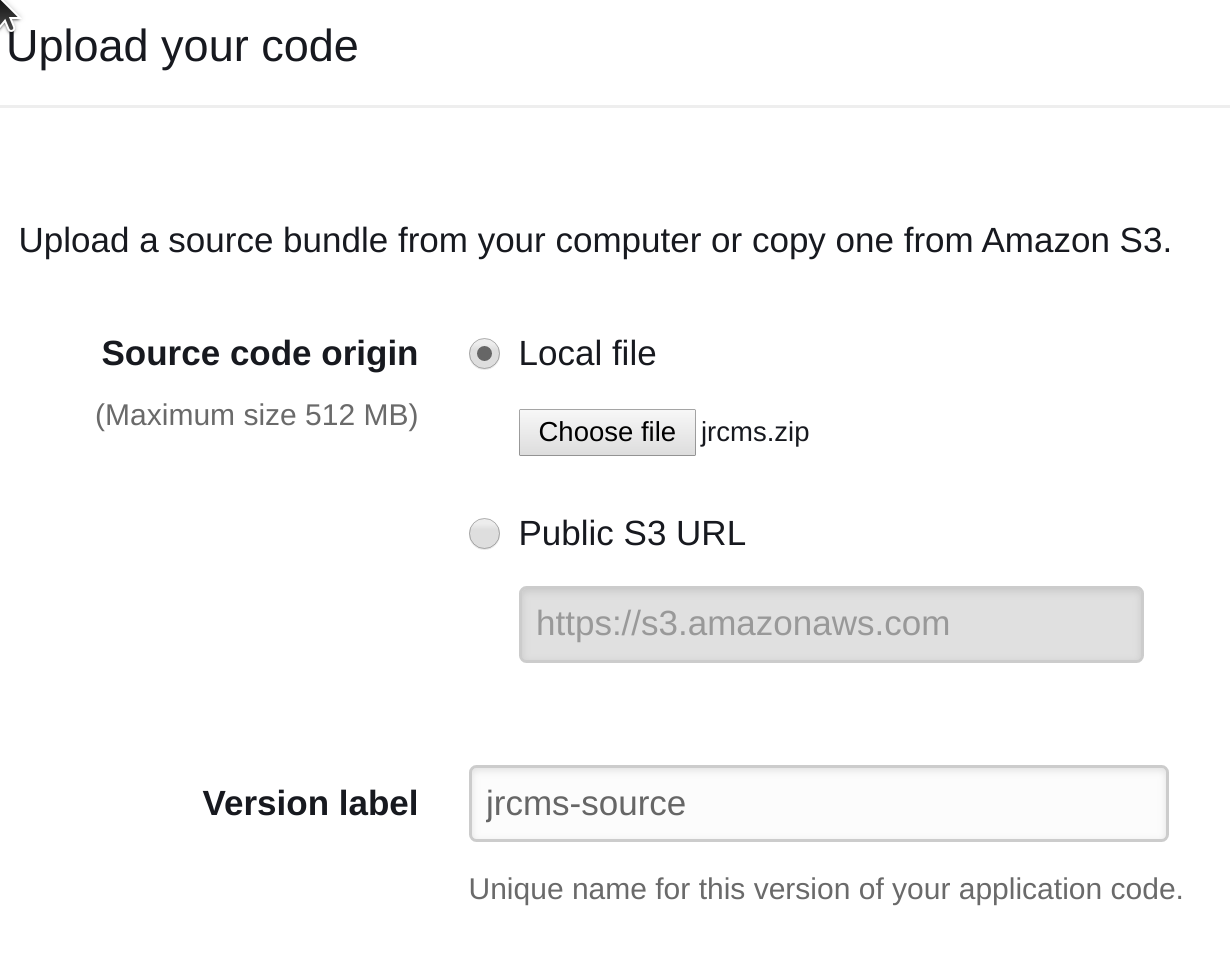 Upload your code
Upload a source bundle from your computer or copy one from Amazon S3.
Source code origin
(Maximum size 512 MB)
Local file
Choose file jrcms.zip
Public S3 URL
https://s3.amazonaws.com
Version label
jrcms-source
Unique name for this version of your application code.